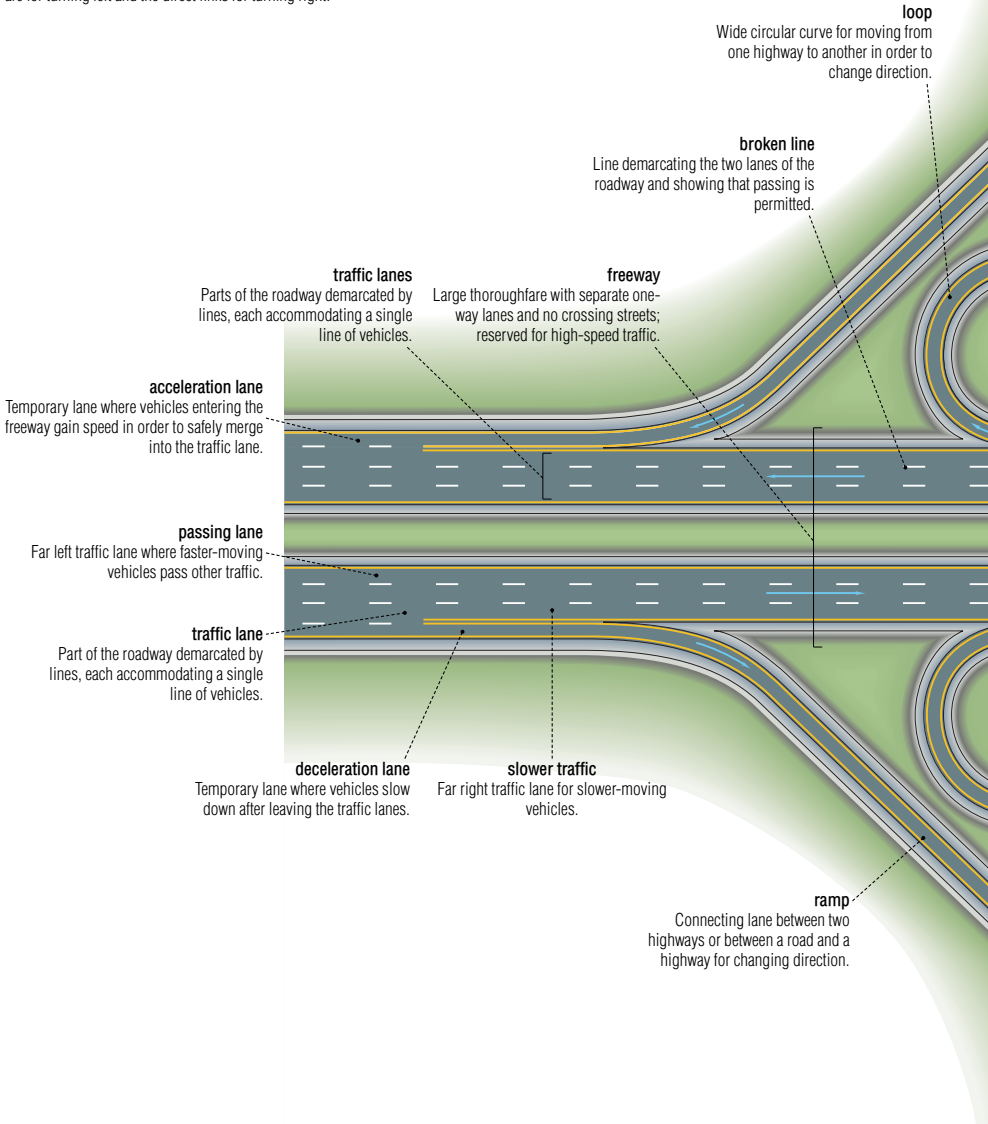 are for turning left and the direct links for turning right.
loop
Wide circular curve for moving from
one highway to another in order to
change direction.
broken line
Line demarcating the two lanes of the
roadway and showing that passing is
permitted.
traffic lanes
Parts of the roadway demarcated by
lines, each accommodating a single
line of vehicles.
freeway
Large thoroughfare with separate one-
way lanes and no crossing streets;
reserved for high-speed traffic.
acceleration lane
Temporary lane where vehicles entering the
freeway gain speed in order to safely merge
into the traffic lane.
passing lane
Far left traffic lane where faster-moving
vehicles pass other traffic.
traffic lane
Part of the roadway demarcated by
lines, each accommodating a single
line of vehicles.
deceleration lane
Temporary lane where vehicles slow
down after leaving the traffic lanes.
slower traffic
Far right traffic lane for slower-moving
vehicles.
ramp
Connecting lane between two
highways or between a road and a
highway for changing direction.